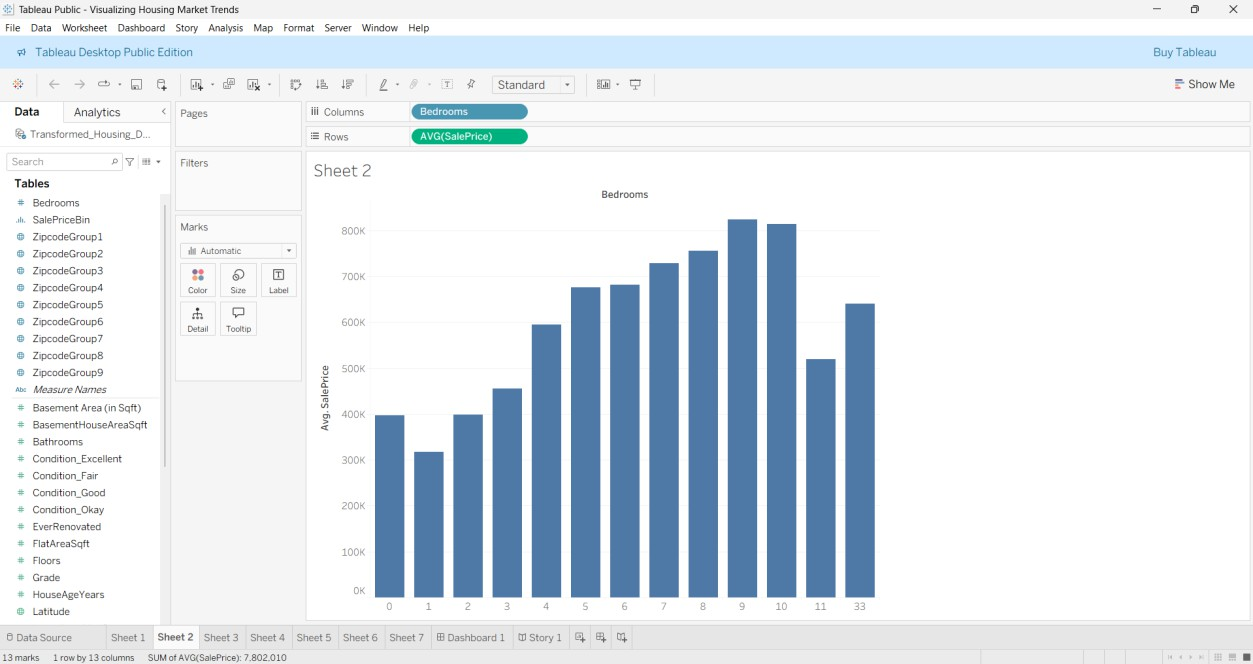 Tableau Public - Visualizing Housing Market Trends
File Data Worksheet Dashboard Story Analysis Map Format Server Window Help
Tableau Desktop Public Edition
Buy Tableau
Standard
Show Me
Data Analytics
Transformed_Housing_D...
Search
Tables
Bedrooms
SalePriceBin
ZipcodeGroup1
ZipcodeGroup2
ZipcodeGroup3
ZipcodeGroup4
ZipcodeGroup5
ZipcodeGroup6
ZipcodeGroup7
ZipcodeGroup8
ZipcodeGroup9
Abc Measure Names
Basement Area (in Sqft)
BasementHouseAreaSqft
Bathrooms
Condition_Excellent
Condition_Fair
Condition_Good
Condition_Okay
EverRenovated
FlatAreaSqft
Floors
Grade
HouseAgeYears
Latitude
Pages
Filters
Marks
Automatic
Color Size Label
Detail Tooltip
Columns Bedrooms
Rows AVG(SalePrice)
Sheet 2
Bedrooms
Avg. SalePrice
800K
700K
600K
500K
400K
300K
200K
100K
0K
0 1 2 3 4 5 6 7 8 9 10 11 33
Data Source Sheet 1 Sheet 2 Sheet 3 Sheet 4 Sheet 5 Sheet 6 Sheet 7 Dashboard 1 Story 1
13 marks 1 row by 13 columns SUM of AVG(SalePrice): 7,802,010